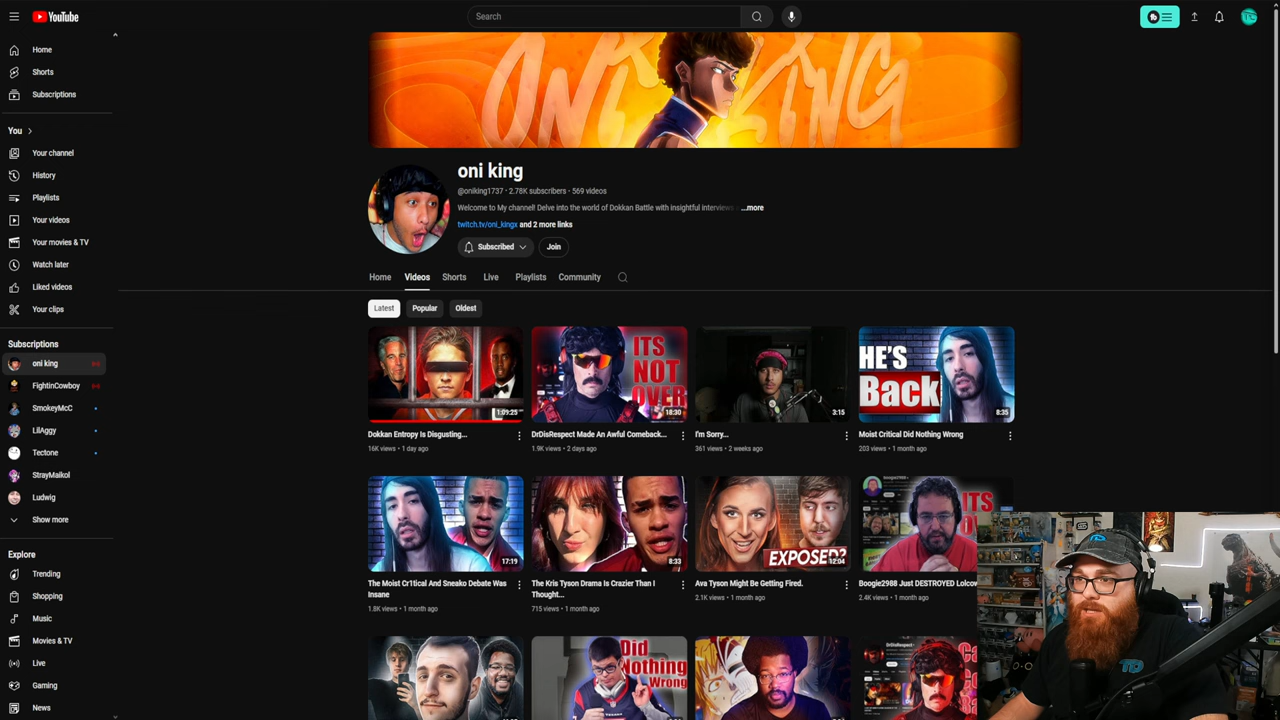 YouTube
Search
Home
Shorts
Subscriptions
You
Your channel
History
Playlists
Your videos
Your movies & TV
Watch later
Liked videos
Your clips
Subscriptions
oni king
FightinCowboy
SmokeyMcC
LilAggy
Tectone
StrayMaikol
Ludwig
Show more
Explore
Trending
Shopping
Music
Movies & TV
Live
Gaming
News
ONI KING
oni king
@oniking1737 · 2.78K subscribers · 569 videos
Welcome to My channel! Delve into the world of Dokkan Battle with insightful interviews ...more
twitch.tv/oni_kingx and 2 more links
Subscribed
Join
Home
Videos
Shorts
Live
Playlists
Community
Latest
Popular
Oldest
1:09:25
ITS
NOT
OVER
18:30
3:15
HE'S
Back
8:35
Dokkan Entropy Is Disgusting...
16K views · 1 day ago
DrDisRespect Made An Awful Comeback...
1.9K views · 2 days ago
I'm Sorry...
361 views · 2 weeks ago
Moist Critical Did Nothing Wrong
203 views · 1 month ago
17:19
8:33
EXPOSED?
12:04
Boogie2988
ITS
The Moist Cr1tical And Sneako Debate Was
Insane
1.8K views · 1 month ago
The Kris Tyson Drama Is Crazier Than I
Thought...
715 views · 1 month ago
Ava Tyson Might Be Getting Fired.
2.1K views · 1 month ago
Boogie2988 Just DESTROYED Lolcow
2.4K views · 1 month ago
Did
Nothing
Wrong
DrDisRespect
TD